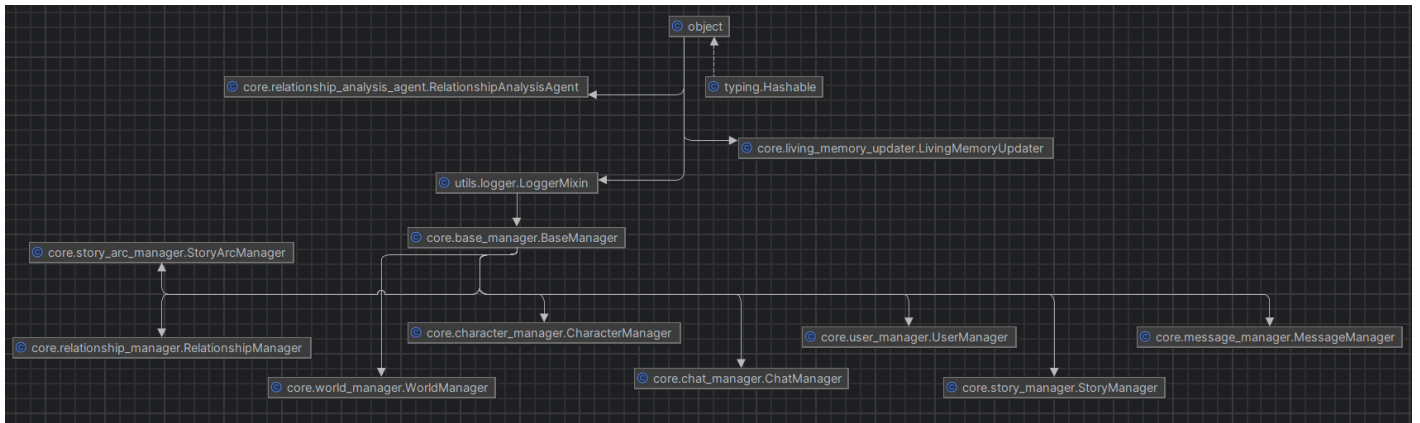 object
core.relationship_analysis_agent.RelationshipAnalysisAgent
typing.Hashable
core.living_memory_updater.LivingMemoryUpdater
utils.logger.LoggerMixin
core.base_manager.BaseManager
core.story_arc_manager.StoryArcManager
core.character_manager.CharacterManager
core.user_manager.UserManager
core.message_manager.MessageManager
core.relationship_manager.RelationshipManager
core.world_manager.WorldManager
core.chat_manager.ChatManager
core.story_manager.StoryManager